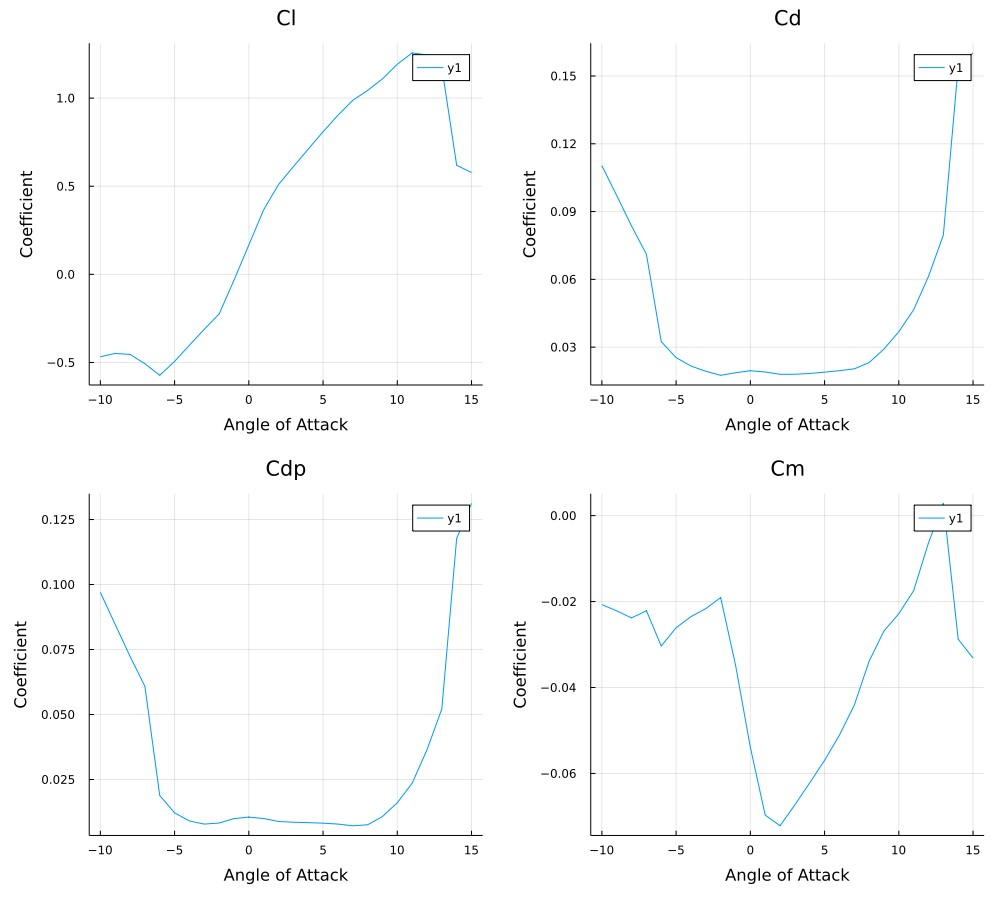 Cl
y1
1.0
0.5
0.0
−0.5
Coefficient
−10 −5 0 5 10 15
Angle of Attack
Cd
y1
0.15
0.12
0.09
0.06
0.03
Coefficient
−10 −5 0 5 10 15
Angle of Attack
Cdp
y1
0.125
0.100
0.075
0.050
0.025
Coefficient
−10 −5 0 5 10 15
Angle of Attack
Cm
y1
0.00
−0.02
−0.04
−0.06
Coefficient
−10 −5 0 5 10 15
Angle of Attack